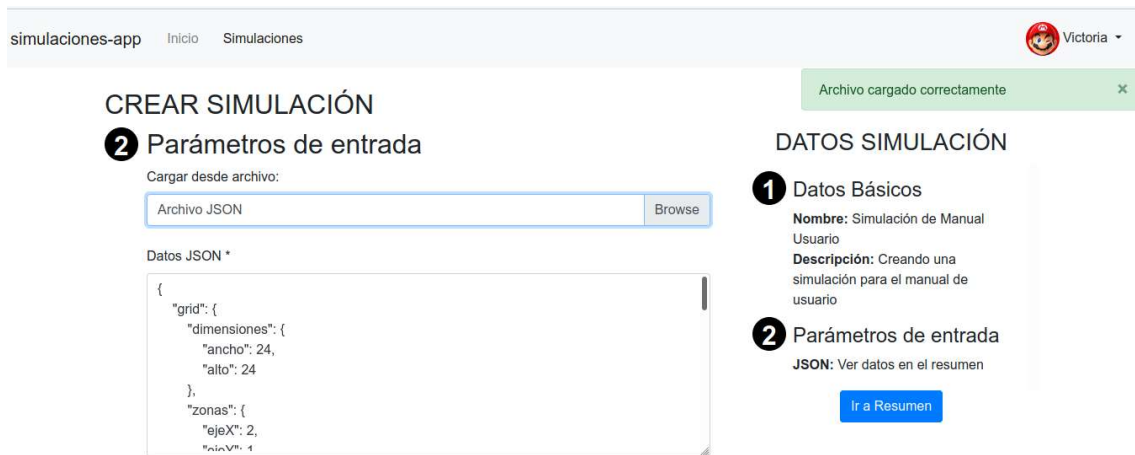 simulaciones-app Inicio Simulaciones Victoria
Archivo cargado correctamente ×
CREAR SIMULACIÓN
2 Parámetros de entrada
Cargar desde archivo:
Archivo JSON Browse
Datos JSON *
{
"grid": {
"dimensiones": {
"ancho": 24,
"alto": 24
},
"zonas": {
"ejeX": 2,
"ejeY": 1
DATOS SIMULACIÓN
1 Datos Básicos
Nombre: Simulación de Manual
Usuario
Descripción: Creando una
simulación para el manual de
usuario
2 Parámetros de entrada
JSON: Ver datos en el resumen
Ir a Resumen